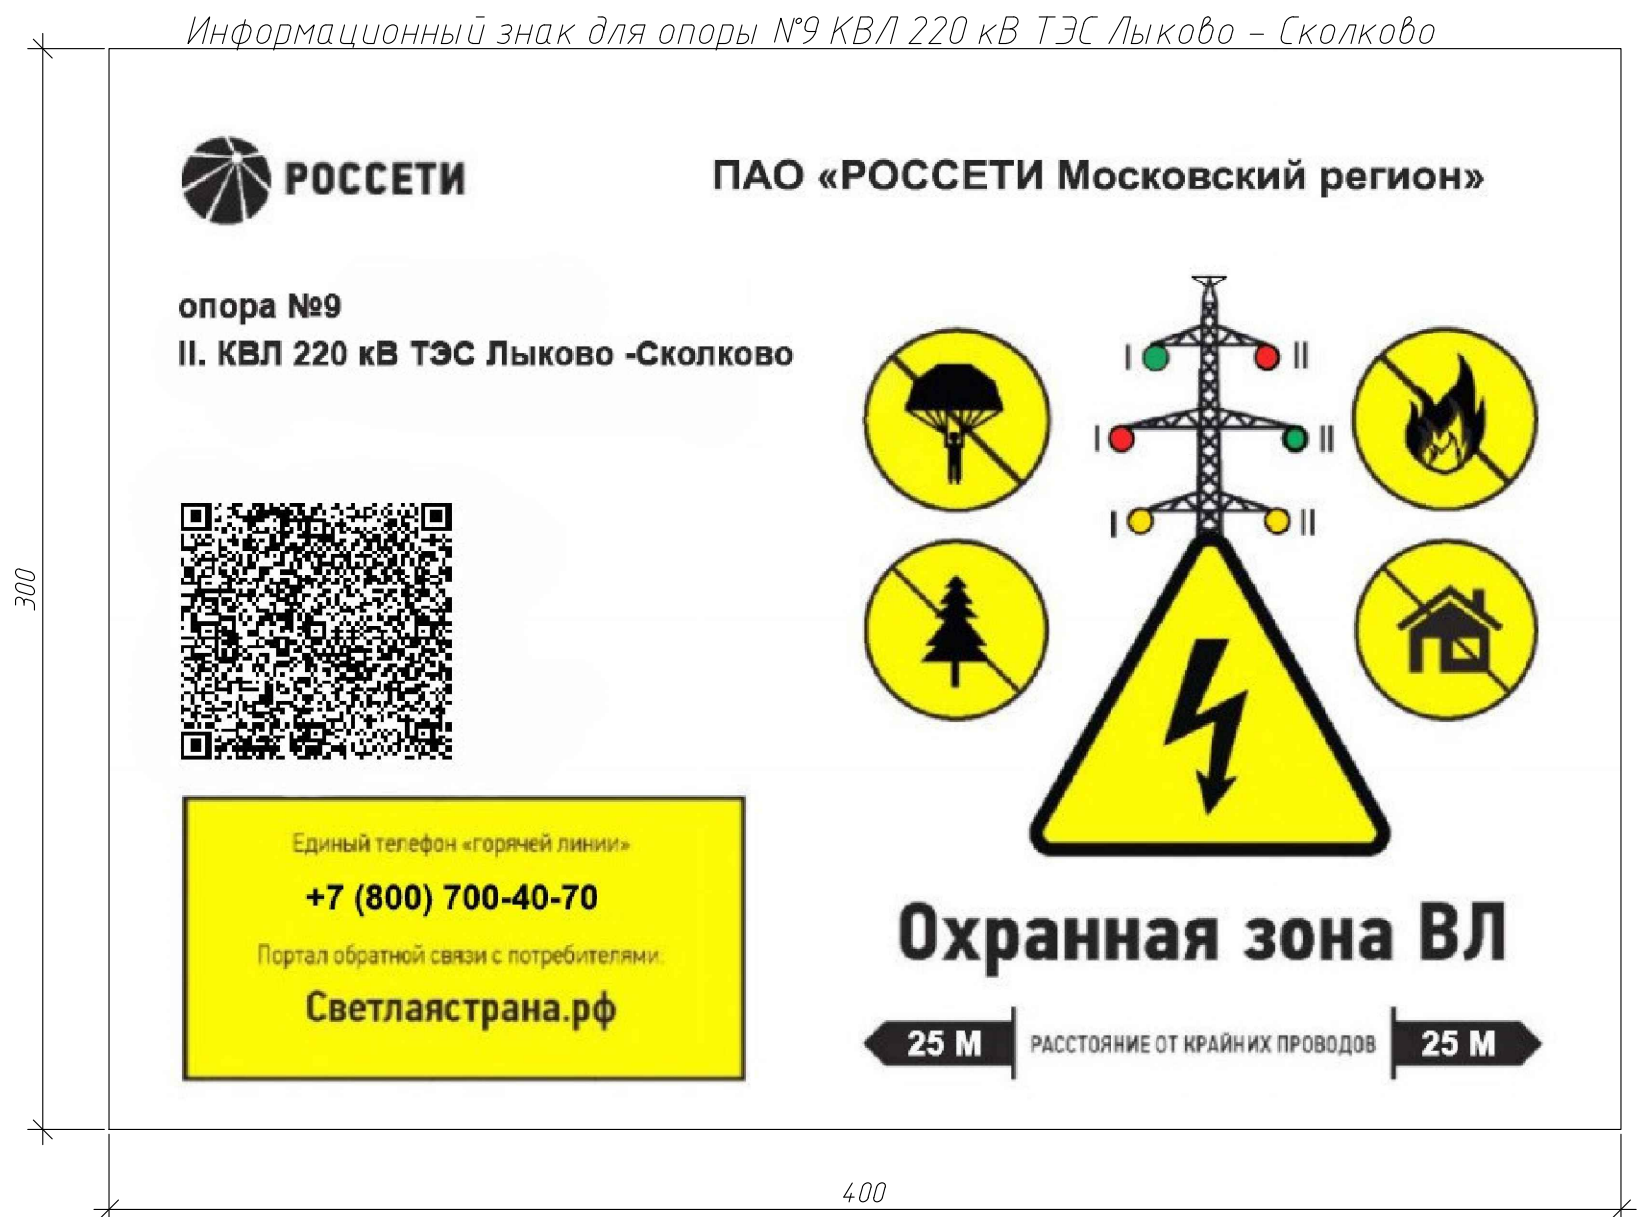 Информационный знак для опоры №9 КВЛ 220 кВ ТЭС Лыково – Сколково
РОССЕТИ
ПАО «РОССЕТИ Московский регион»
опора №9
II. КВЛ 220 кВ ТЭС Лыково -Сколково
I II
I II
I II
300
Единый телефон «горячей линии»
+7 (800) 700-40-70
Портал обратной связи с потребителями:
Светлаястрана.рф
Охранная зона ВЛ
25 М РАССТОЯНИЕ ОТ КРАЙНИХ ПРОВОДОВ 25 М
400